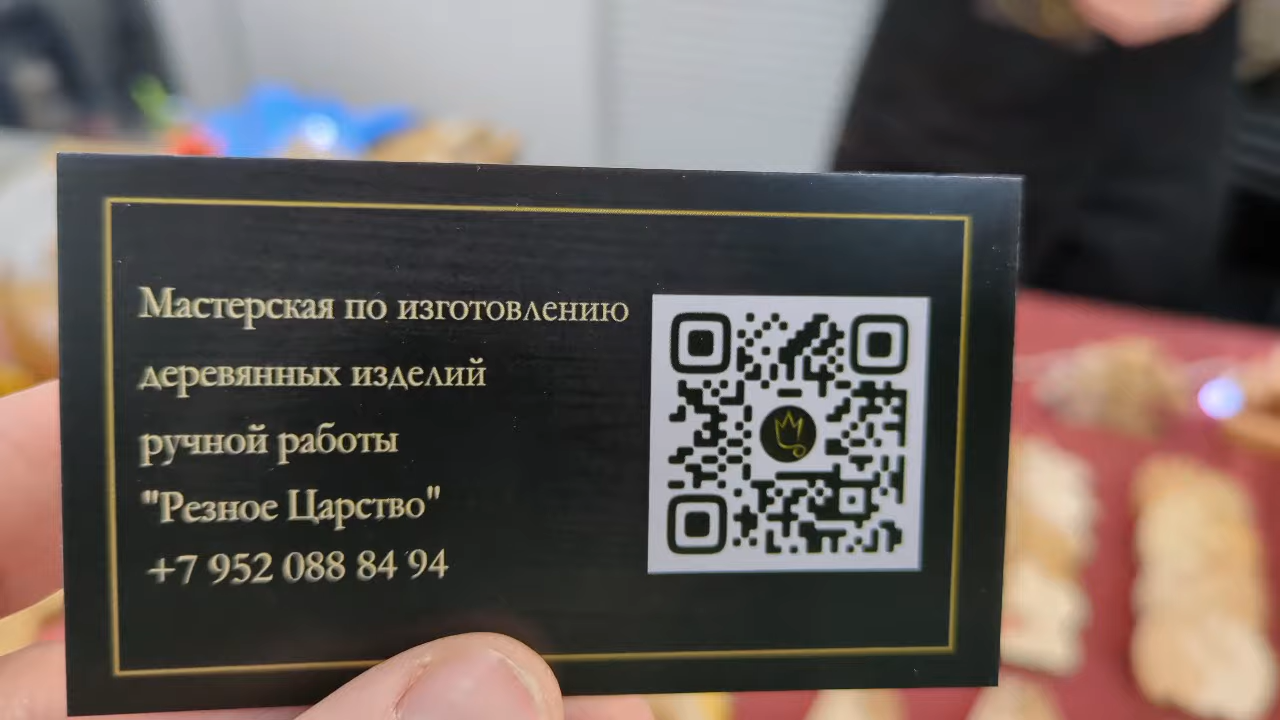 Мастерская по изготовлению
деревянных изделий
ручной работы
"Резное Царство"
+7 952 088 84 94